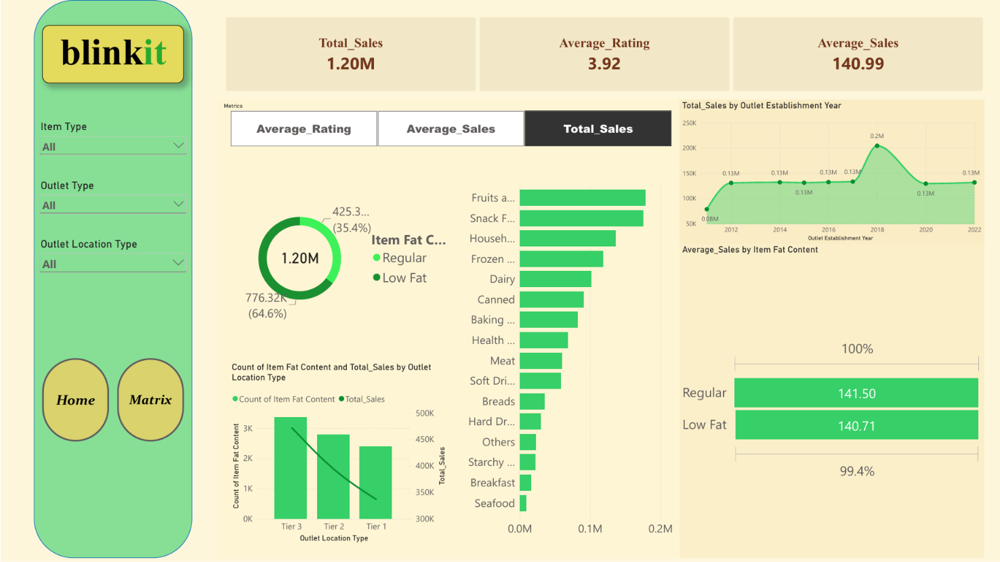 blinkit
Item Type
All
Outlet Type
All
Outlet Location Type
All
Home
Matrix
Total_Sales
1.20M
Average_Rating
3.92
Average_Sales
140.99
Metrics
Average_Rating
Average_Sales
Total_Sales
425.3...
(35.4%)
1.20M
776.32K
(64.6%)
Item Fat C...
Regular
Low Fat
Count of Item Fat Content and Total_Sales by Outlet
Location Type
Count of Item Fat Content Total_Sales
Count of Item Fat Content
3K
2K
1K
0K
500K
450K
400K
350K
300K
Total_Sales
Tier 3 Tier 2 Tier 1
Outlet Location Type
Fruits a...
Snack F...
Househ...
Frozen ...
Dairy
Canned
Baking ...
Health ...
Meat
Soft Dri...
Breads
Hard Dr...
Others
Starchy ...
Breakfast
Seafood
0.0M 0.1M 0.2M
Total_Sales by Outlet Establishment Year
250K
200K
150K
100K
50K
0.08M
0.13M
0.13M
0.13M
0.13M
0.13M
0.2M
0.13M
0.13M
2012 2014 2016 2018 2020 2022
Outlet Establishment Year
Average_Sales by Item Fat Content
100%
Regular 141.50
Low Fat 140.71
99.4%